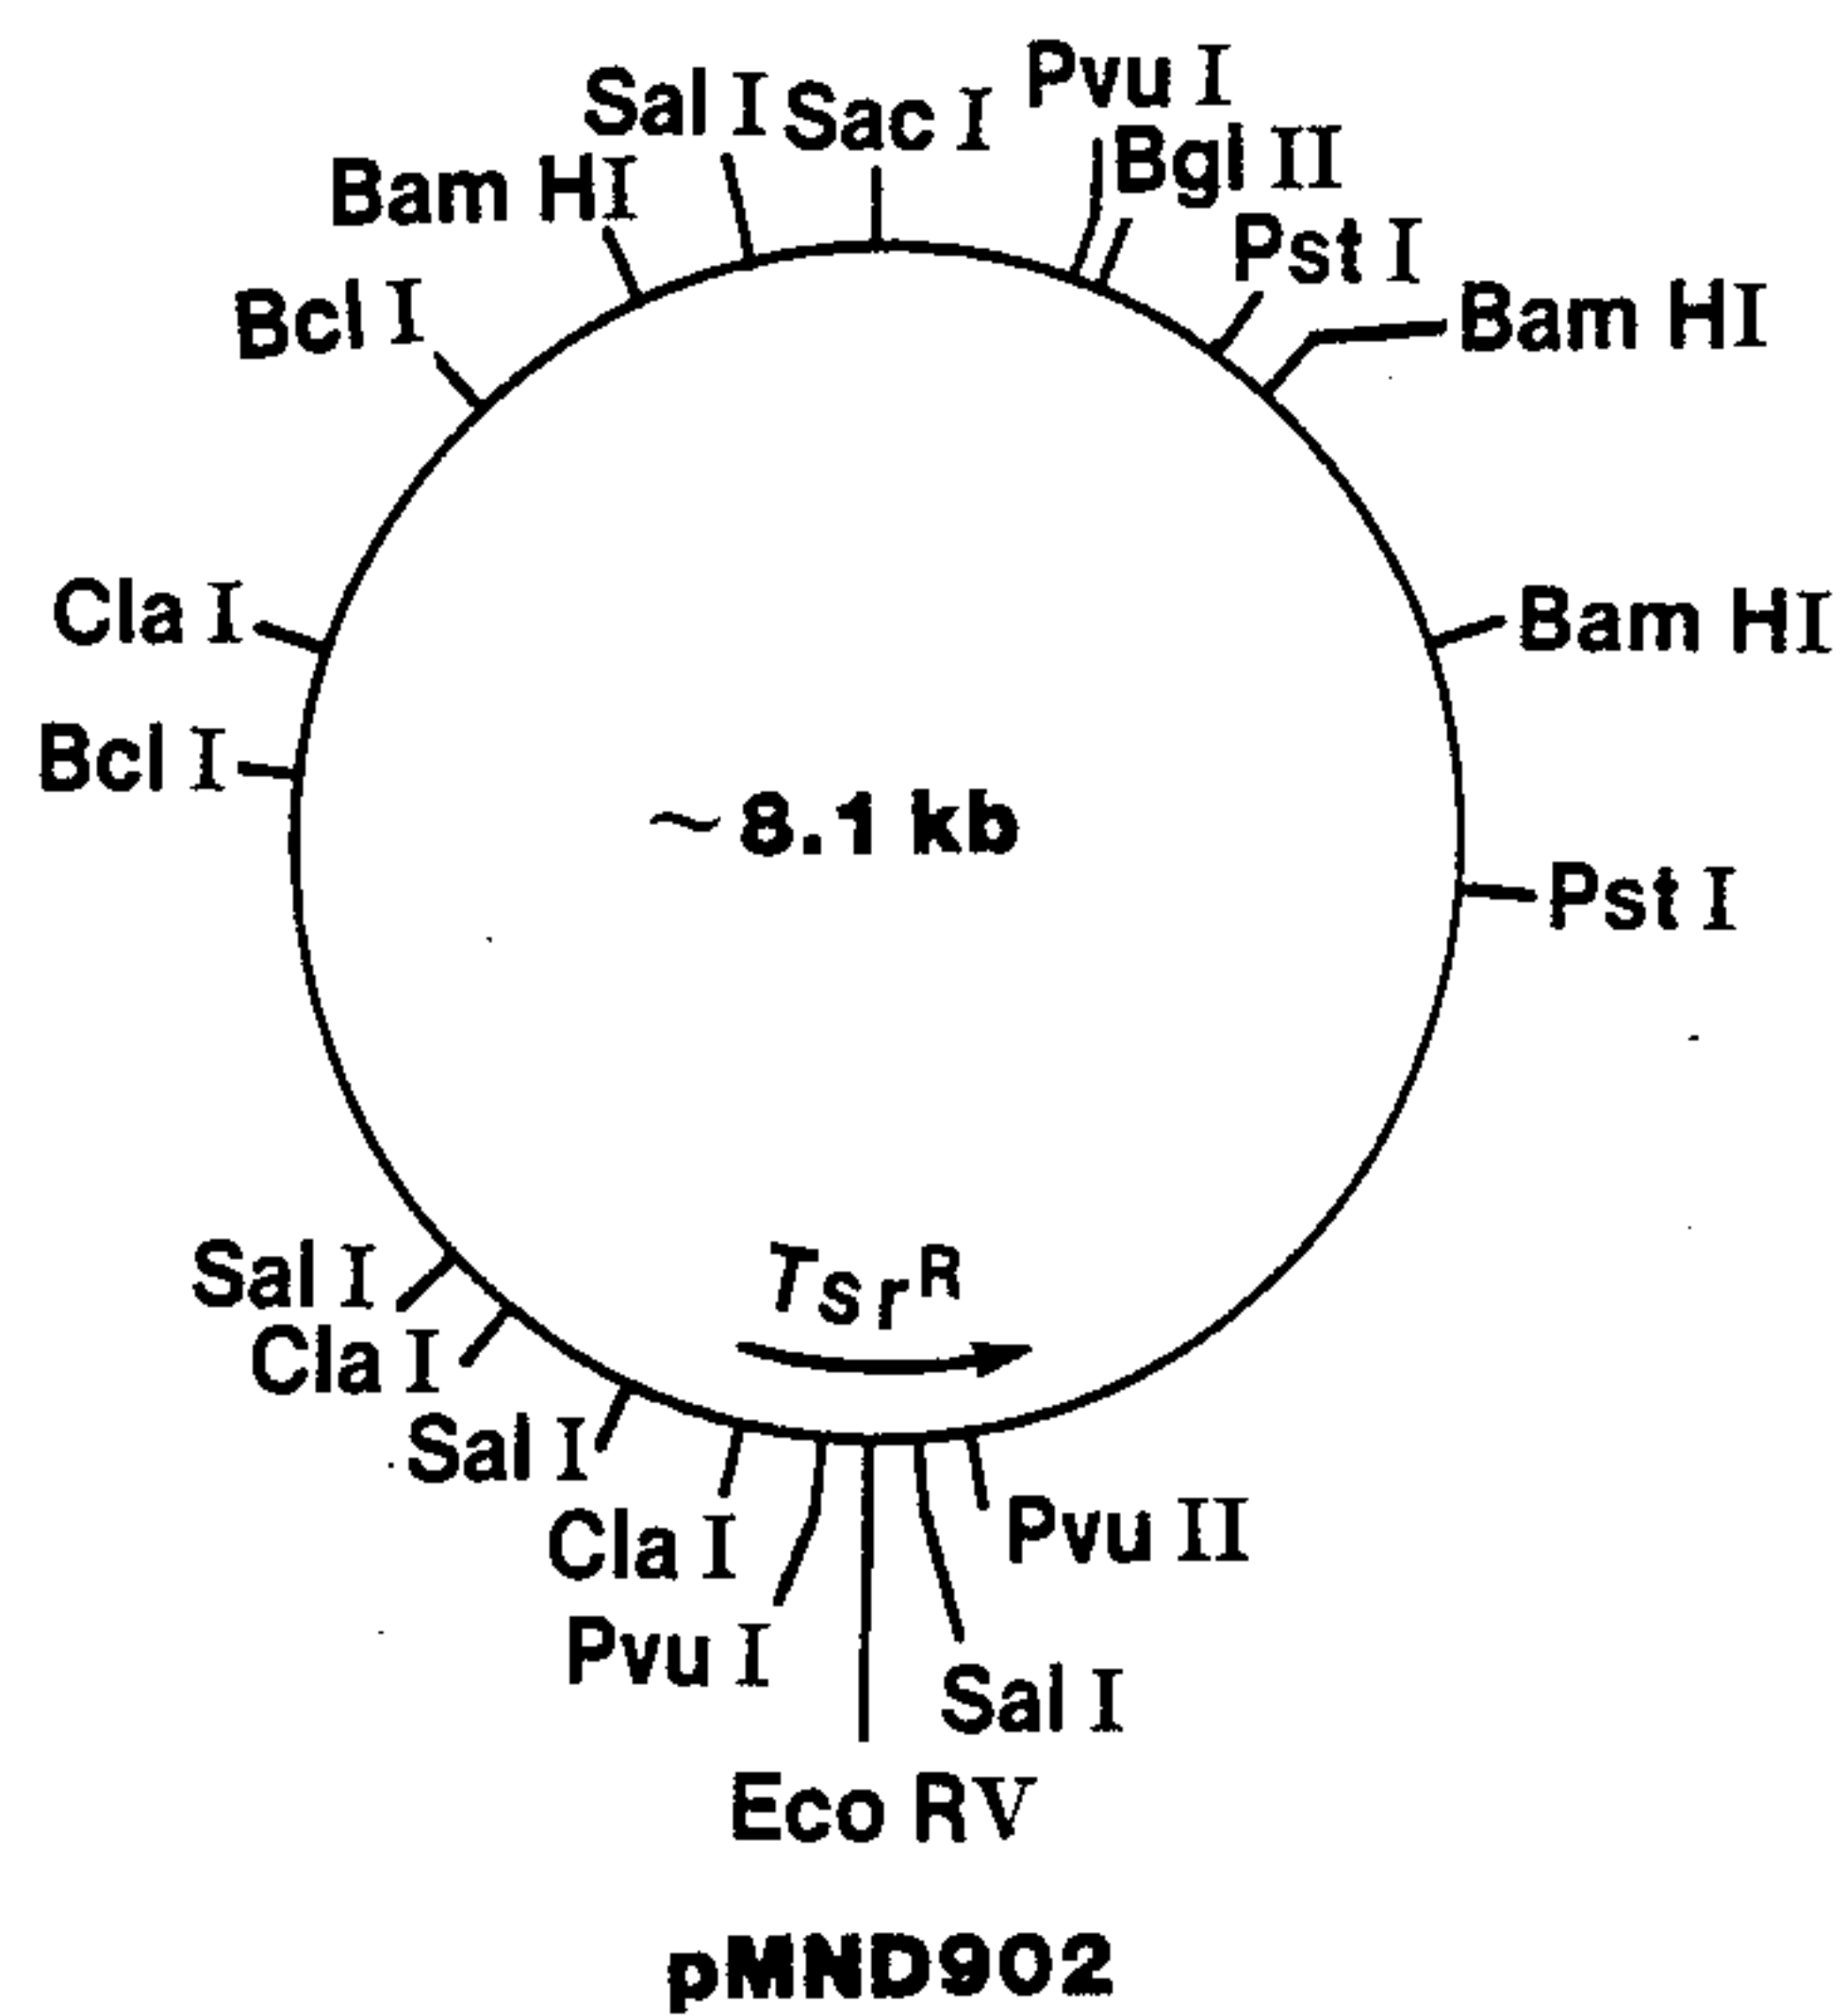 Pvu I
Sal I
Sac I
Bgl II
Bam HI
Pst I
Bcl I
Bam HI
Cla I
Bam HI
Bcl I
~8.1 kb
Pst I
Sal I
TsrR
Cla I
Sal I
Cla I
Pvu II
Pvu I
Sal I
Eco RV
pMND902